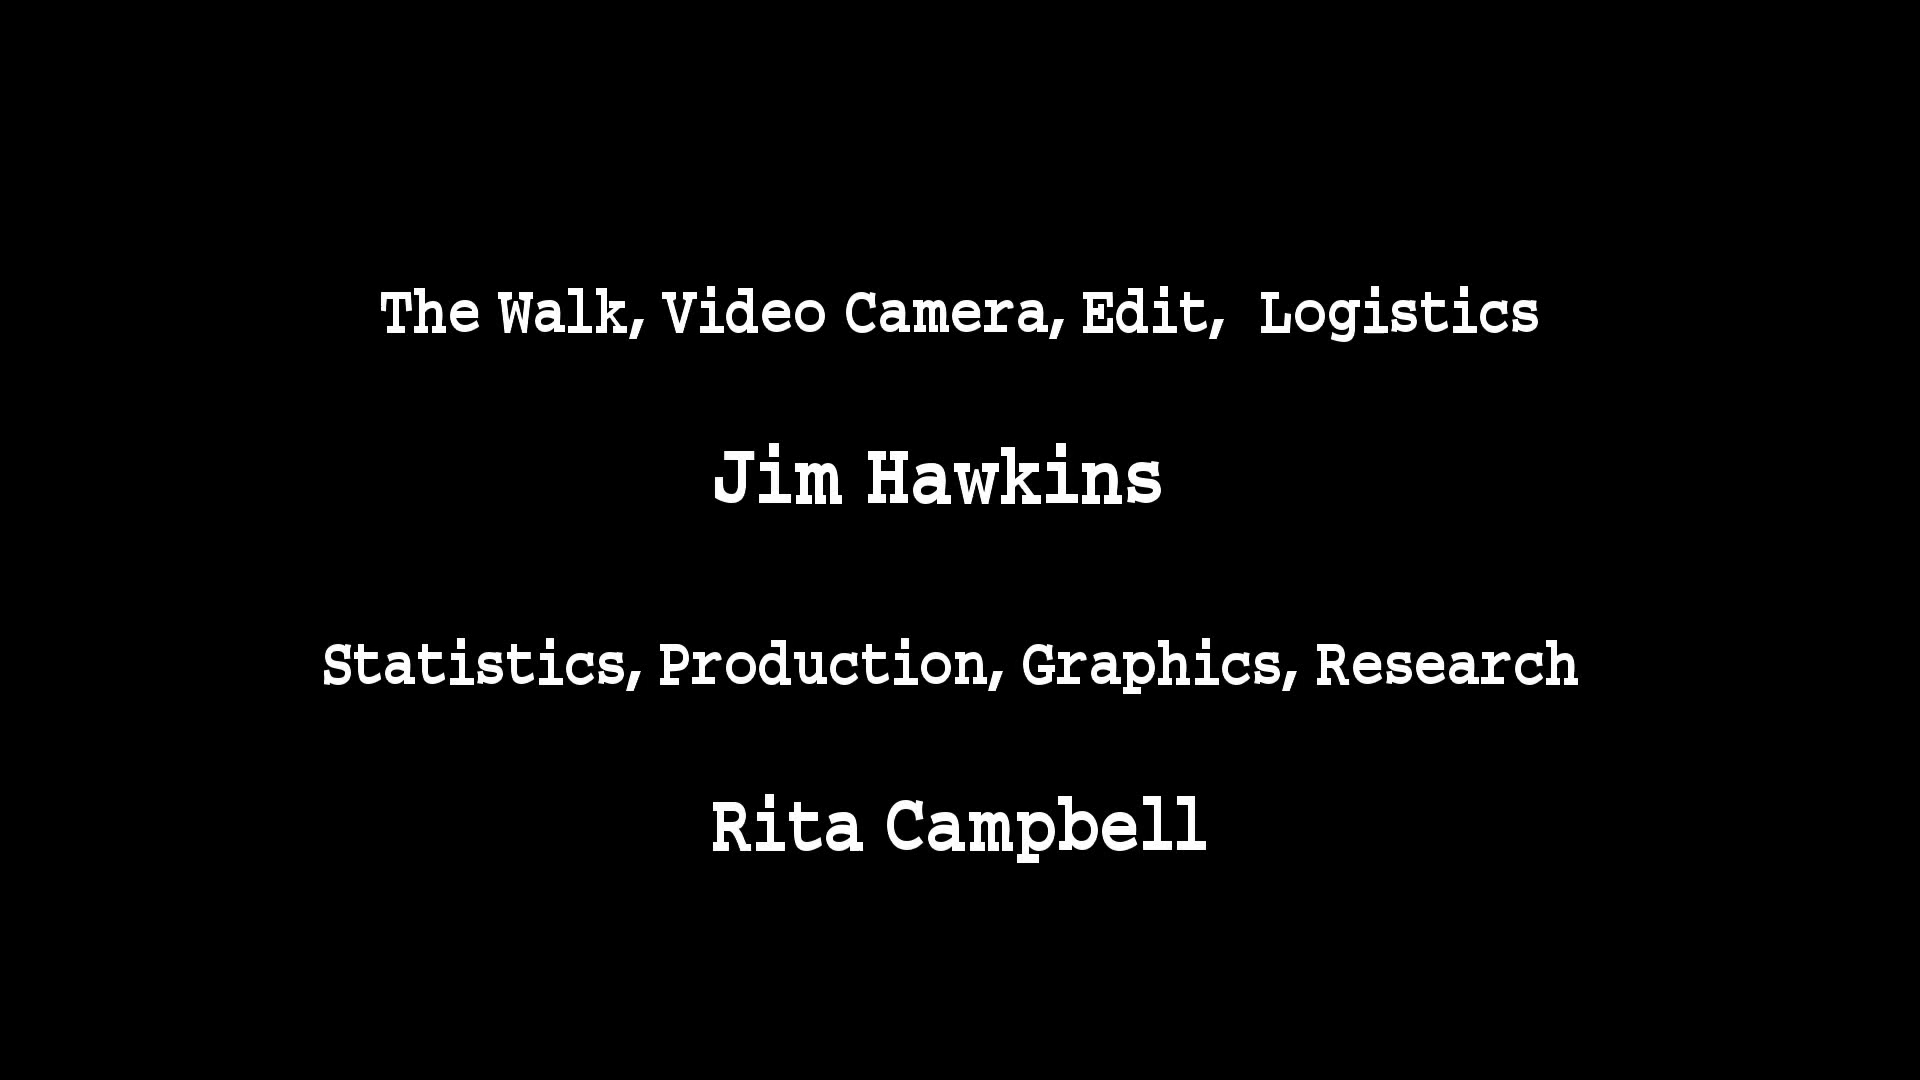 The Walk, Video Camera, Edit, Logistics
Jim Hawkins
Statistics, Production, Graphics, Research
Rita Campbell